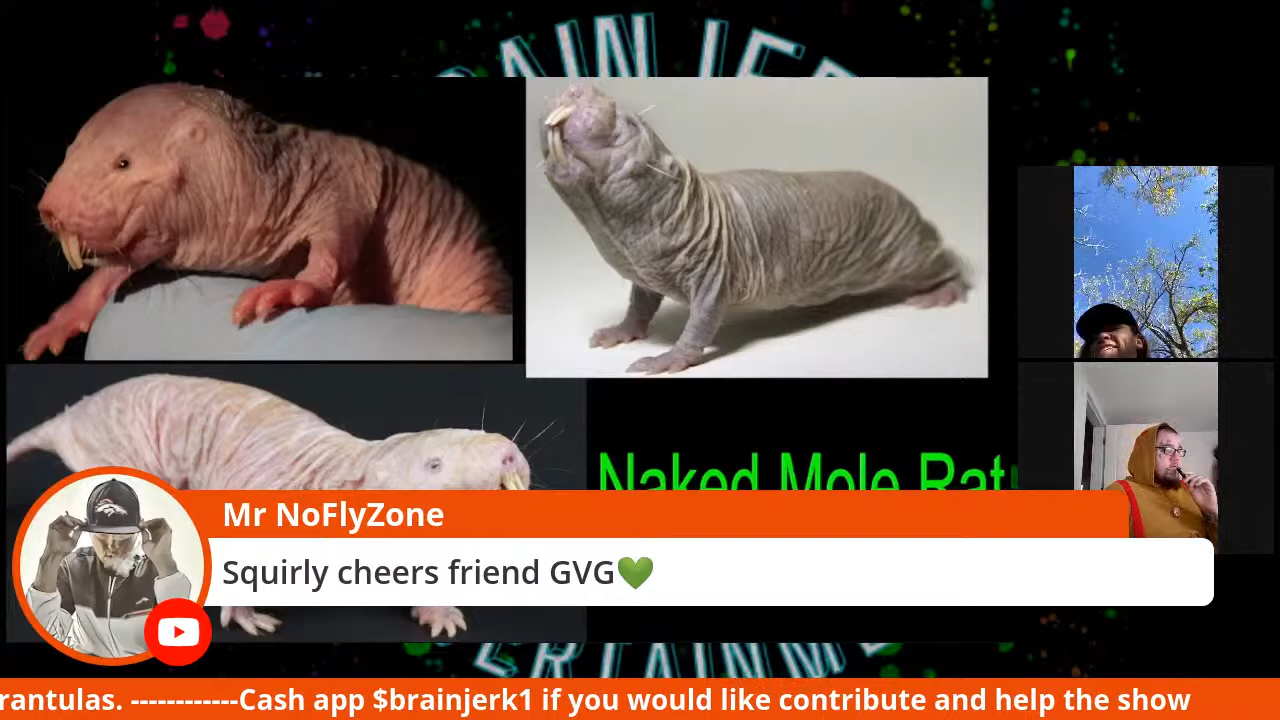 Naked Mole Rat
Mr NoFlyZone
Squirly cheers friend GVG💚
rantulas. ------------Cash app $brainjerk1 if you would like contribute and help the show